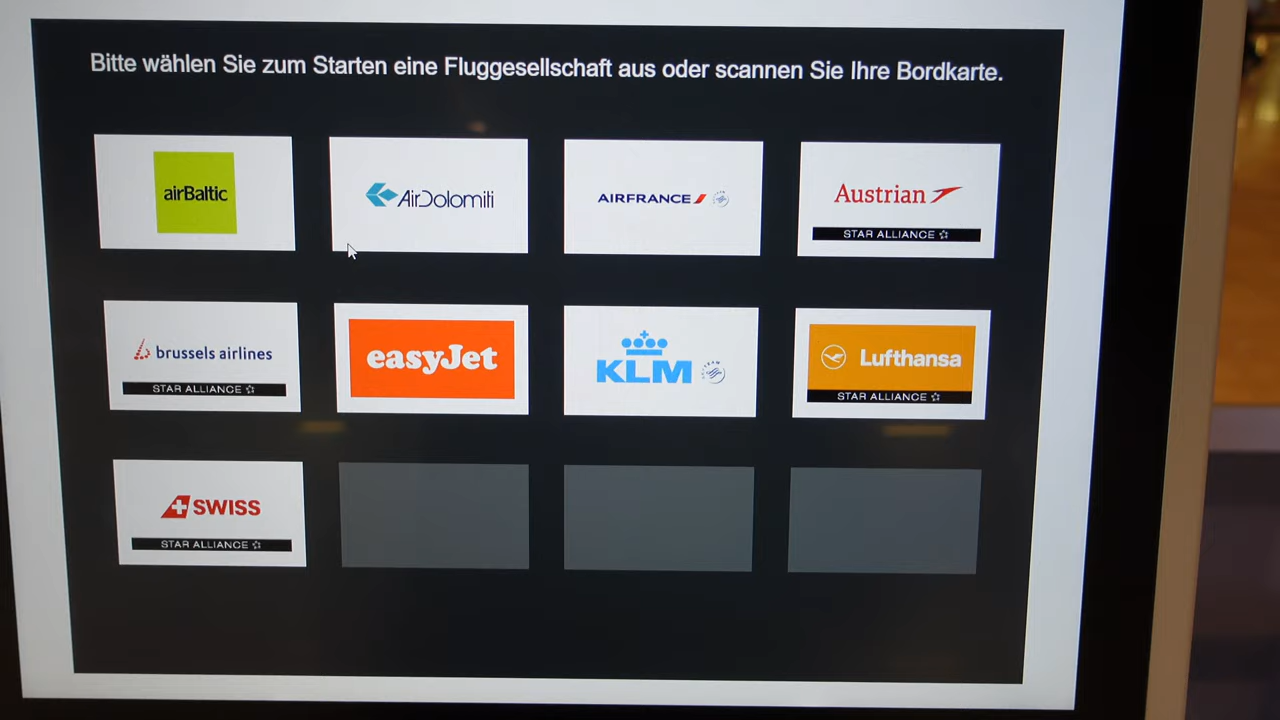 Bitte wählen Sie zum Starten eine Fluggesellschaft aus oder scannen Sie Ihre Bordkarte.
airBaltic
AirDolomiti
AIRFRANCE
Austrian
STAR ALLIANCE
brussels airlines
STAR ALLIANCE
easyJet
KLM
Lufthansa
STAR ALLIANCE
SWISS
STAR ALLIANCE